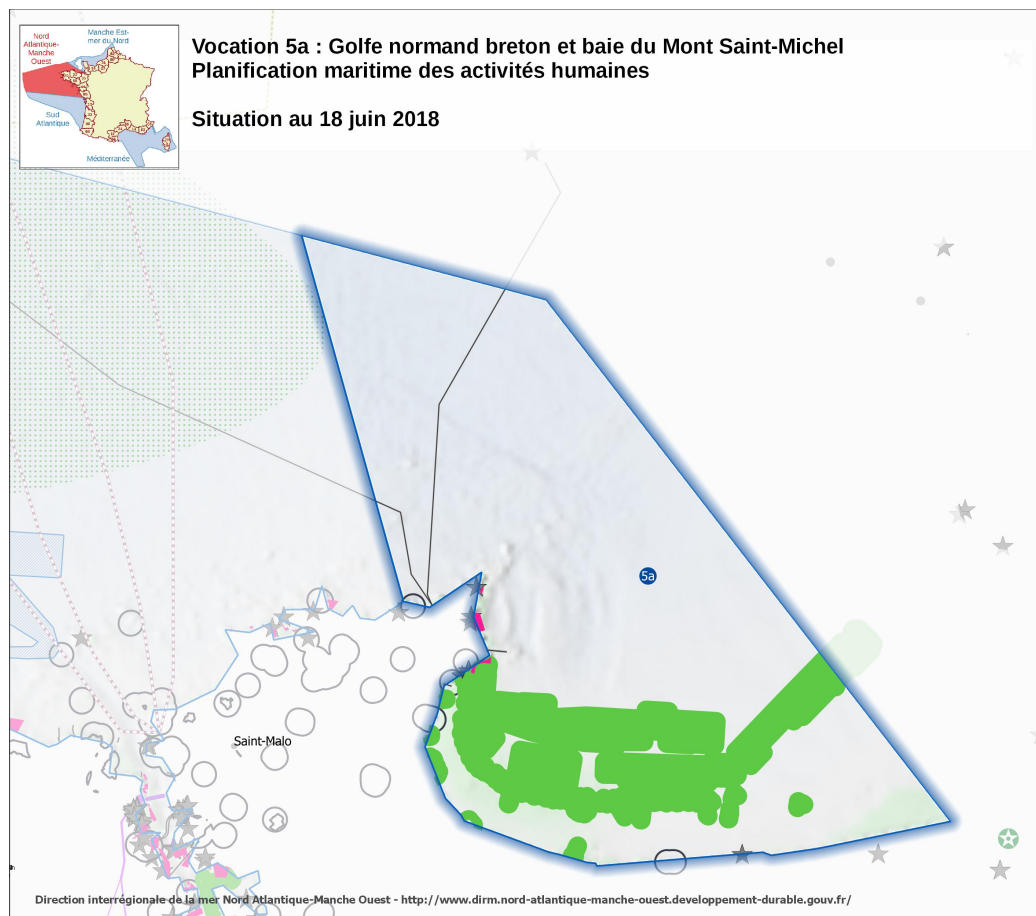 Nord
Atlantique-
Manche
Ouest
Manche Est-
mer du Nord
Sud
Atlantique
Méditerranée
Vocation 5a : Golfe normand breton et baie du Mont Saint-Michel
Planification maritime des activités humaines
Situation au 18 juin 2018
5a
Saint-Malo
Direction interrégionale de la mer Nord Atlantique-Manche Ouest - http://www.dirm.nord-atlantique-manche-ouest.developpement-durable.gouv.fr/